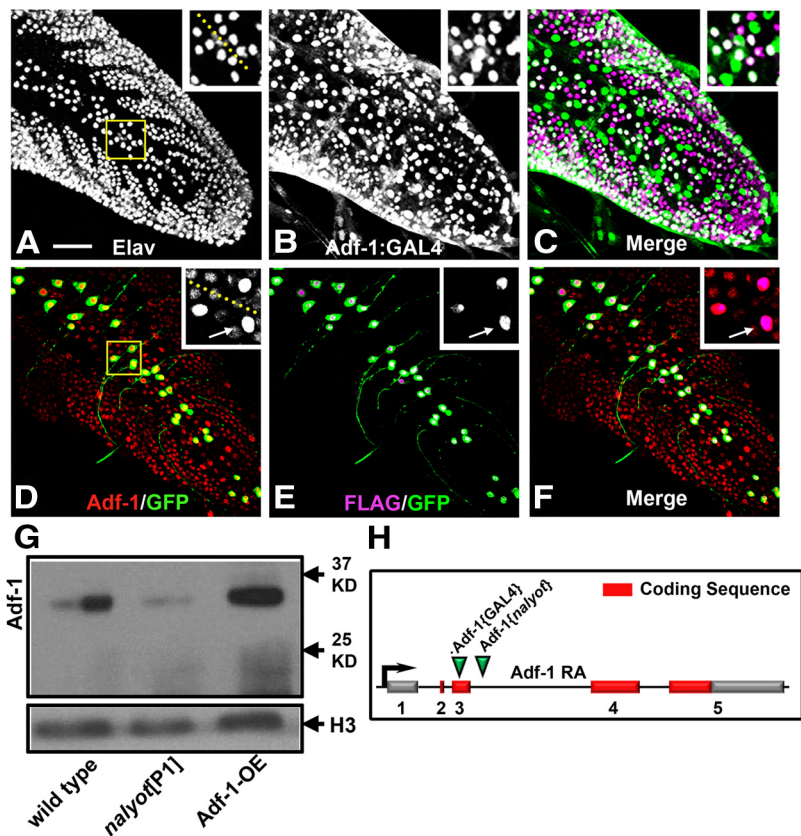 A Elav
B Adf-1:GAL4
C Merge
D Adf-1/GFP
E FLAG/GFP
F Merge
G
H
Adf-1
37
KD
25
KD
H3
wild type
nalyot[P1]
Adf-1-OE
Coding Sequence
.Adf-1{GAL4}
Adf-1{nalyot}
Adf-1 RA
1 2 3 4 5